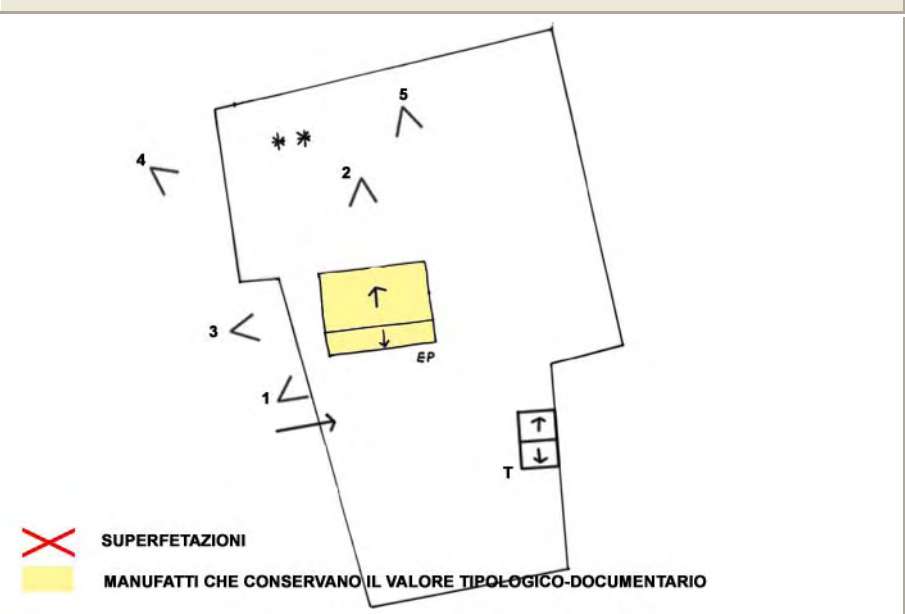 5
4
2
3
EP
1
T
SUPERFETAZIONI
MANUFATTI CHE CONSERVANO IL VALORE TIPOLOGICO-DOCUMENTARIO